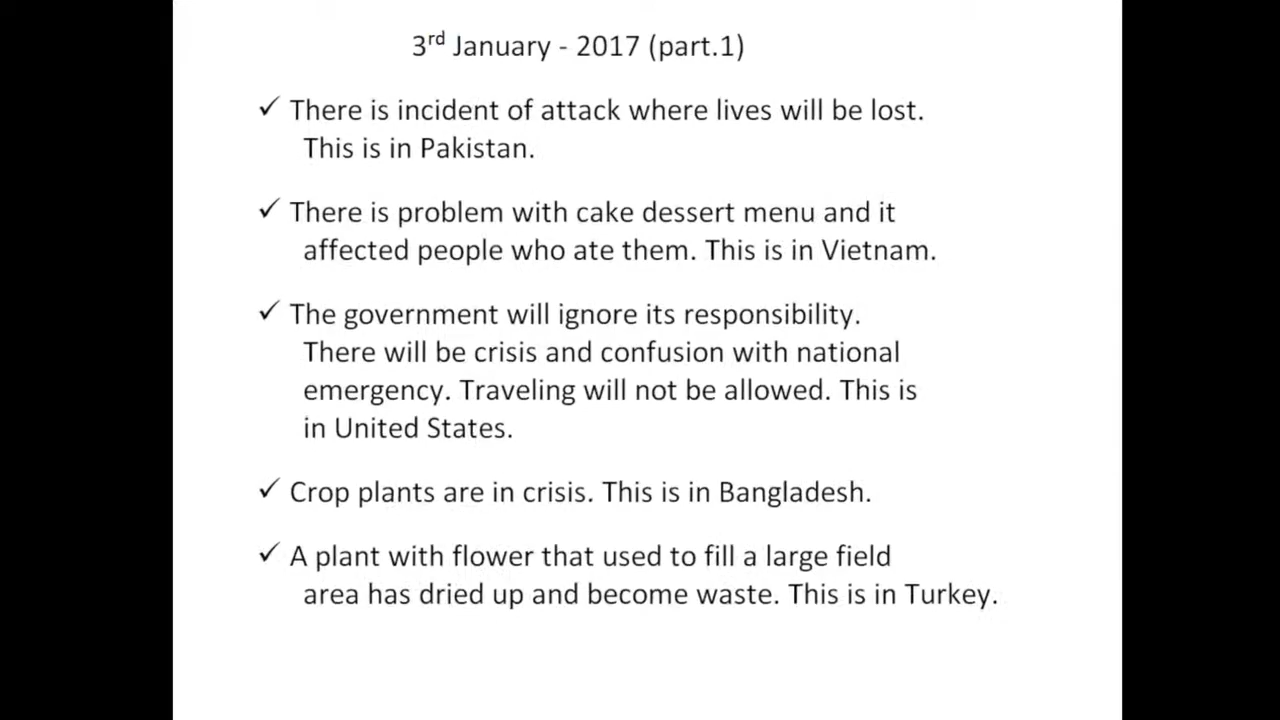 3rd January - 2017 (part.1)
✓ There is incident of attack where lives will be lost.
This is in Pakistan.
✓ There is problem with cake dessert menu and it
affected people who ate them. This is in Vietnam.
✓ The government will ignore its responsibility.
There will be crisis and confusion with national
emergency. Traveling will not be allowed. This is
in United States.
✓ Crop plants are in crisis. This is in Bangladesh.
✓ A plant with flower that used to fill a large field
area has dried up and become waste. This is in Turkey.